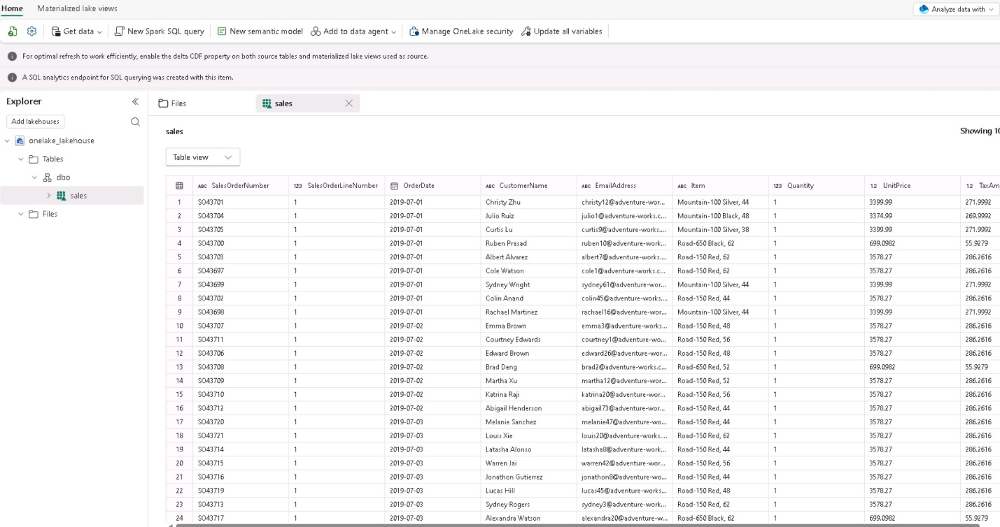 Home Materialized lake views Analyze data with
Get data New Spark SQL query New semantic model Add to data agent Manage OneLake security Update all variables
For optimal refresh to work efficiently, enable the delta CDF property on both source tables and materialized lake views used as source.
A SQL analytics endpoint for SQL querying was created with this item.
Explorer
Add lakehouses
onelake_lakehouse
Tables
dbo
sales
Files
Files sales
sales Showing 10
Table view
ABC SalesOrderNumber 123 SalesOrderLineNumber OrderDate ABC CustomerName ABC EmailAddress ABC Item 123 Quantity 1.2 UnitPrice 1.2 TaxAm
1 SO43701 1 2019-07-01 Christy Zhu christy12@adventure-wor... Mountain-100 Silver, 44 1 3399.99 271.9992
2 SO43704 1 2019-07-01 Julio Ruiz julio1@adventure-works.c... Mountain-100 Black, 48 1 3374.99 269.9992
3 SO43705 1 2019-07-01 Curtis Lu curtis9@adventure-works.... Mountain-100 Silver, 38 1 3399.99 271.9992
4 SO43700 1 2019-07-01 Ruben Prasad ruben10@adventure-work... Road-650 Black, 62 1 699.0982 55.9279
5 SO43703 1 2019-07-01 Albert Alvarez albert7@adventure-works.... Road-150 Red, 62 1 3578.27 286.2616
6 SO43697 1 2019-07-01 Cole Watson cole1@adventure-works.c... Road-150 Red, 62 1 3578.27 286.2616
7 SO43699 1 2019-07-01 Sydney Wright sydney61@adventure-wor... Mountain-100 Silver, 44 1 3399.99 271.9992
8 SO43702 1 2019-07-01 Colin Anand colin45@adventure-works.... Road-150 Red, 44 1 3578.27 286.2616
9 SO43698 1 2019-07-01 Rachael Martinez rachael16@adventure-wor... Mountain-100 Silver, 44 1 3399.99 271.9992
10 SO43707 1 2019-07-02 Emma Brown emma3@adventure-works... Road-150 Red, 48 1 3578.27 286.2616
11 SO43711 1 2019-07-02 Courtney Edwards courtney1@adventure-wo... Road-150 Red, 56 1 3578.27 286.2616
12 SO43706 1 2019-07-02 Edward Brown edward26@adventure-wor... Road-150 Red, 48 1 3578.27 286.2616
13 SO43708 1 2019-07-02 Brad Deng brad2@adventure-works.c... Road-650 Red, 52 1 699.0982 55.9279
14 SO43709 1 2019-07-02 Martha Xu martha12@adventure-wor... Road-150 Red, 52 1 3578.27 286.2616
15 SO43710 1 2019-07-02 Katrina Raji katrina20@adventure-wor... Road-150 Red, 56 1 3578.27 286.2616
16 SO43712 1 2019-07-02 Abigail Henderson abigail73@adventure-wor... Road-150 Red, 44 1 3578.27 286.2616
17 SO43720 1 2019-07-03 Melanie Sanchez melanie47@adventure-wo... Road-150 Red, 44 1 3578.27 286.2616
18 SO43721 1 2019-07-03 Louis Xie louis20@adventure-works.... Road-150 Red, 62 1 3578.27 286.2616
19 SO43714 1 2019-07-03 Latasha Alonso latasha8@adventure-work... Road-150 Red, 44 1 3578.27 286.2616
20 SO43715 1 2019-07-03 Warren Jai warren42@adventure-wor... Road-150 Red, 56 1 3578.27 286.2616
21 SO43716 1 2019-07-03 Jonathon Gutierrez jonathon8@adventure-wo... Road-150 Red, 44 1 3578.27 286.2616
22 SO43719 1 2019-07-03 Lucas Hill lucas45@adventure-works... Road-150 Red, 48 1 3578.27 286.2616
23 SO43713 1 2019-07-03 Sydney Rogers sydney3@adventure-work... Road-150 Red, 62 1 3578.27 286.2616
24 SO43717 1 2019-07-03 Alexandra Watson alexandra20@adventure-w... Road-650 Black, 62 1 699.0982 55.9279